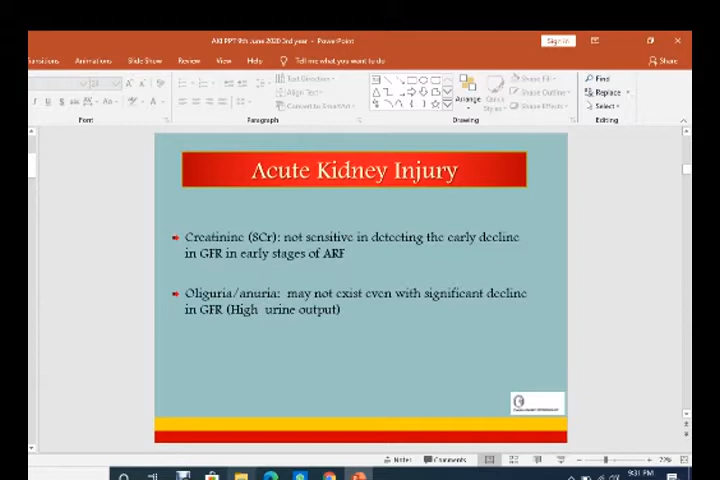 AKI PPT 9th June 2020 3rd year - PowerPoint
Sign in
Animations Slide Show Review View Help Tell me what you want to do Share
Text Direction Shape Fill Find
Align Text Arrange Quick Shape Outline Replace
Convert to SmartArt Styles Shape Effects Select
Font Paragraph Drawing Editing
Acute Kidney Injury
Creatinine (SCr): not sensitive in detecting the early decline
in GFR in early stages of ARF
Oliguria/anuria: may not exist even with significant decline
in GFR (High urine output)
Notes Comments 72%
9:31 PM